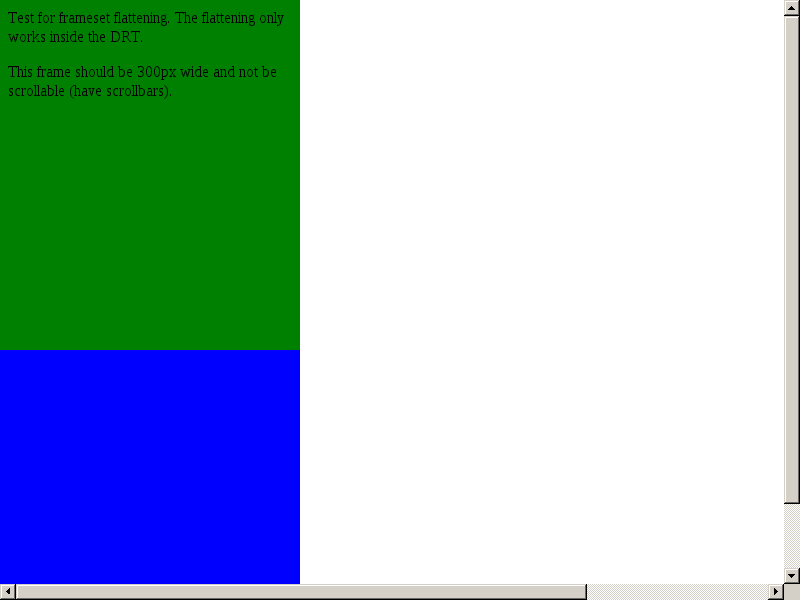 Test for frameset flattening. The flattening only
works inside the DRT.
This frame should be 300px wide and not be
scrollable (have scrollbars).